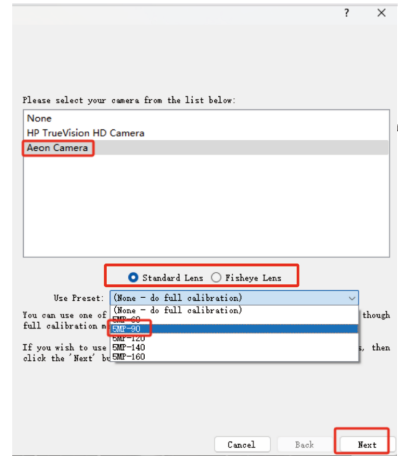 ?
×
Please select your camera from the list below:
None
HP TrueVision HD Camera
Aeon Camera
Standard Lens Fisheye Lens
Use Preset: (None - do full calibration)
(None - do full calibration)
You can use one of though
5MP-90
full calibration
5MP-120
If you wish to use 5MP-140 then
click the 'Next' 5MP-160
Cancel Back Next